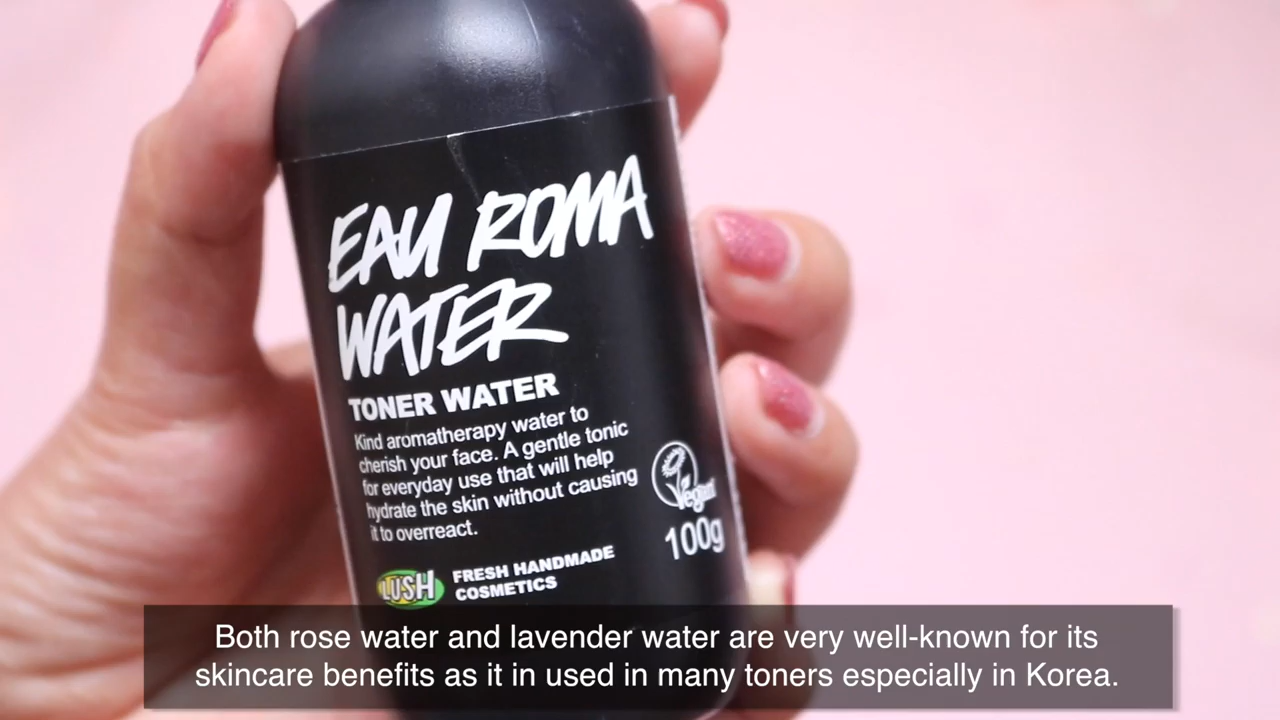 EAU ROMA
WATER
TONER WATER
Kind aromatherapy water to
cherish your face. A gentle tonic
for everyday use that will help
hydrate the skin without causing
it to overreact.
Vegan
100g
LUSH
FRESH HANDMADE
COSMETICS
Both rose water and lavender water are very well-known for its
skincare benefits as it in used in many toners especially in Korea.